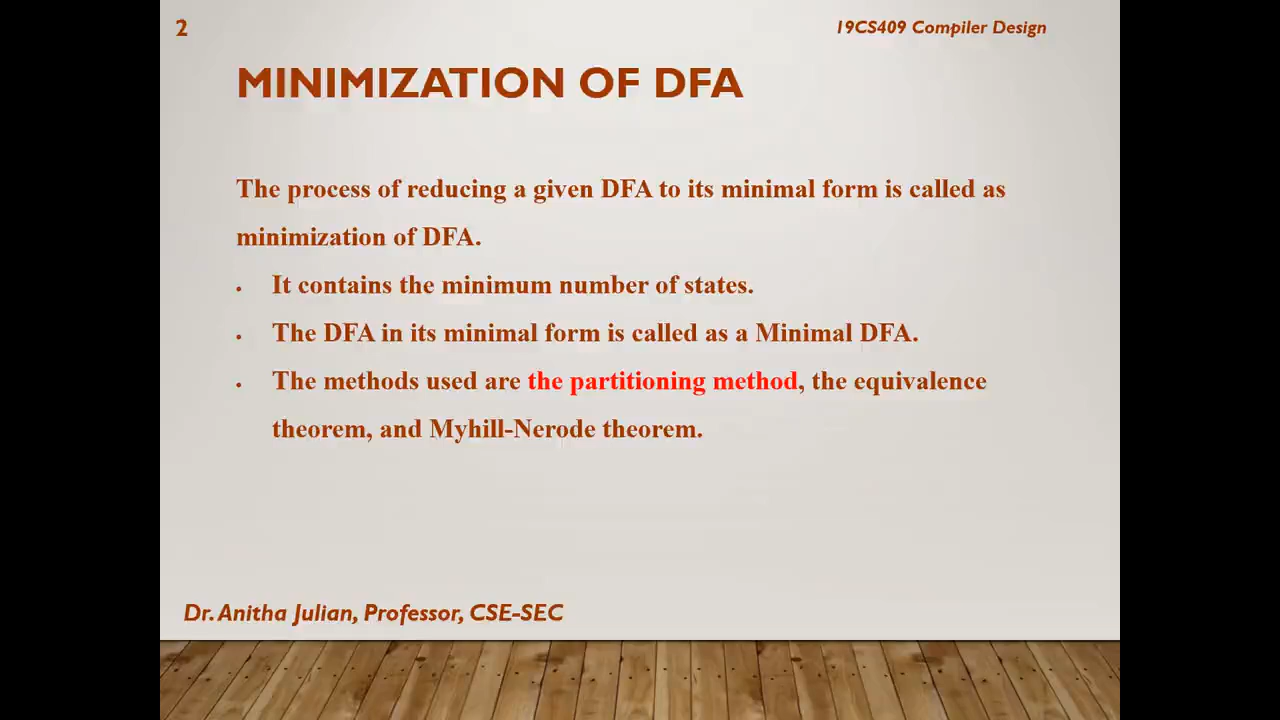 2
19CS409 Compiler Design
MINIMIZATION OF DFA
The process of reducing a given DFA to its minimal form is called as
minimization of DFA.
• It contains the minimum number of states.
• The DFA in its minimal form is called as a Minimal DFA.
• The methods used are the partitioning method, the equivalence
theorem, and Myhill-Nerode theorem.
Dr. Anitha Julian, Professor, CSE-SEC